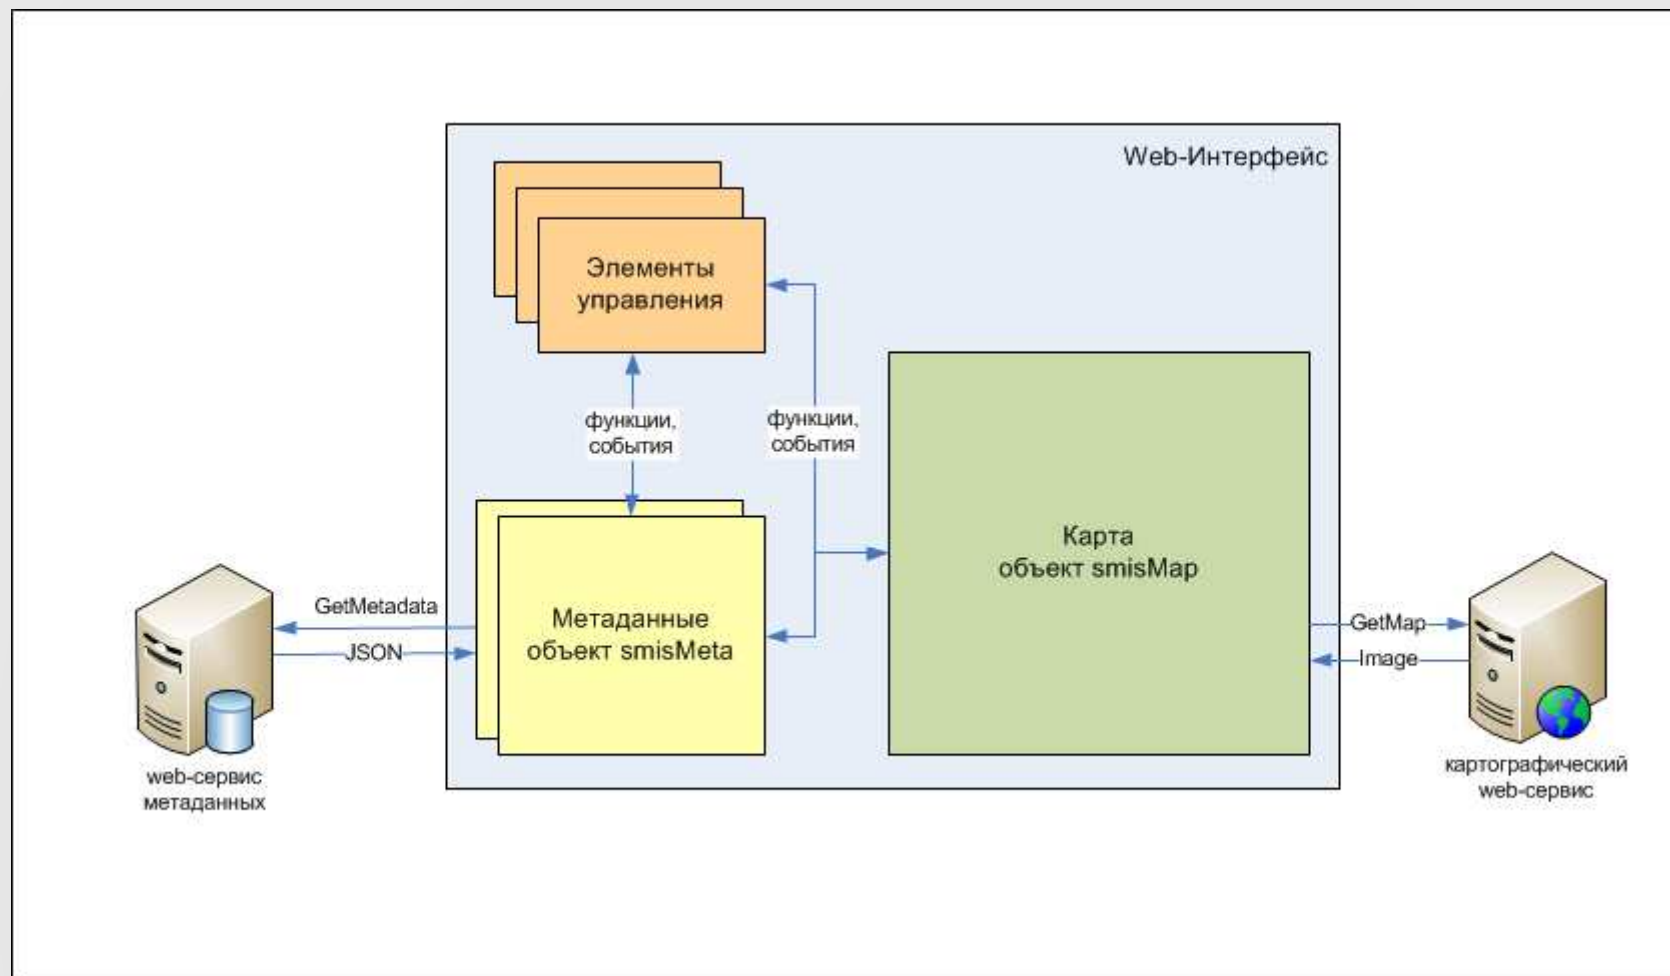 Web-Интерфейс
Элементы
управления
функции,
события
функции,
события
Карта
объект smisMap
Метаданные
объект smisMeta
GetMetadata
JSON
GetMap
Image
web-сервис
метаданных
картографический
web-сервис